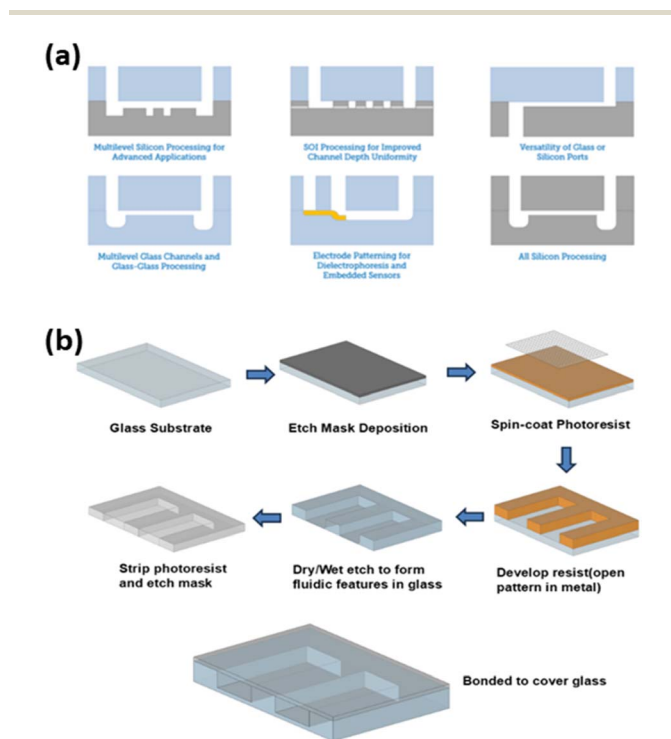 (a)
Multilevel Silicon Processing for
Advanced Applications
SOI Processing for Improved
Channel Depth Uniformity
Versatility of Glass or
Silicon Ports
Multilevel Glass Channels and
Glass-Glass Processing
Electrode Patterning for
Dielectrophoresis and
Embedded Sensors
All Silicon Processing
(b)
Glass Substrate
Etch Mask Deposition
Spin-coat Photoresist
Strip photoresist
and etch mask
Dry/Wet etch to form
fluidic features in glass
Develop resist(open
pattern in metal)
Bonded to cover glass